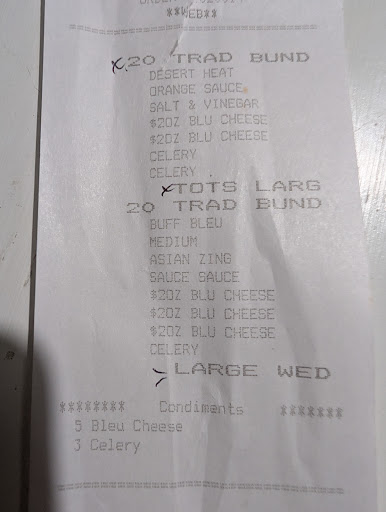 **WEB**
20 TRAD BUND
DESERT HEAT
ORANGE SAUCE
SALT & VINEGAR
$2OZ BLU CHEESE
$2OZ BLU CHEESE
CELERY
CELERY
TOTS LARG
20 TRAD BUND
BUFF BLEU
MEDIUM
ASIAN ZING
SAUCE SAUCE
$2OZ BLU CHEESE
$2OZ BLU CHEESE
$2OZ BLU CHEESE
CELERY
LARGE WED
******** Condiments *******
5 Bleu Cheese
3 Celery